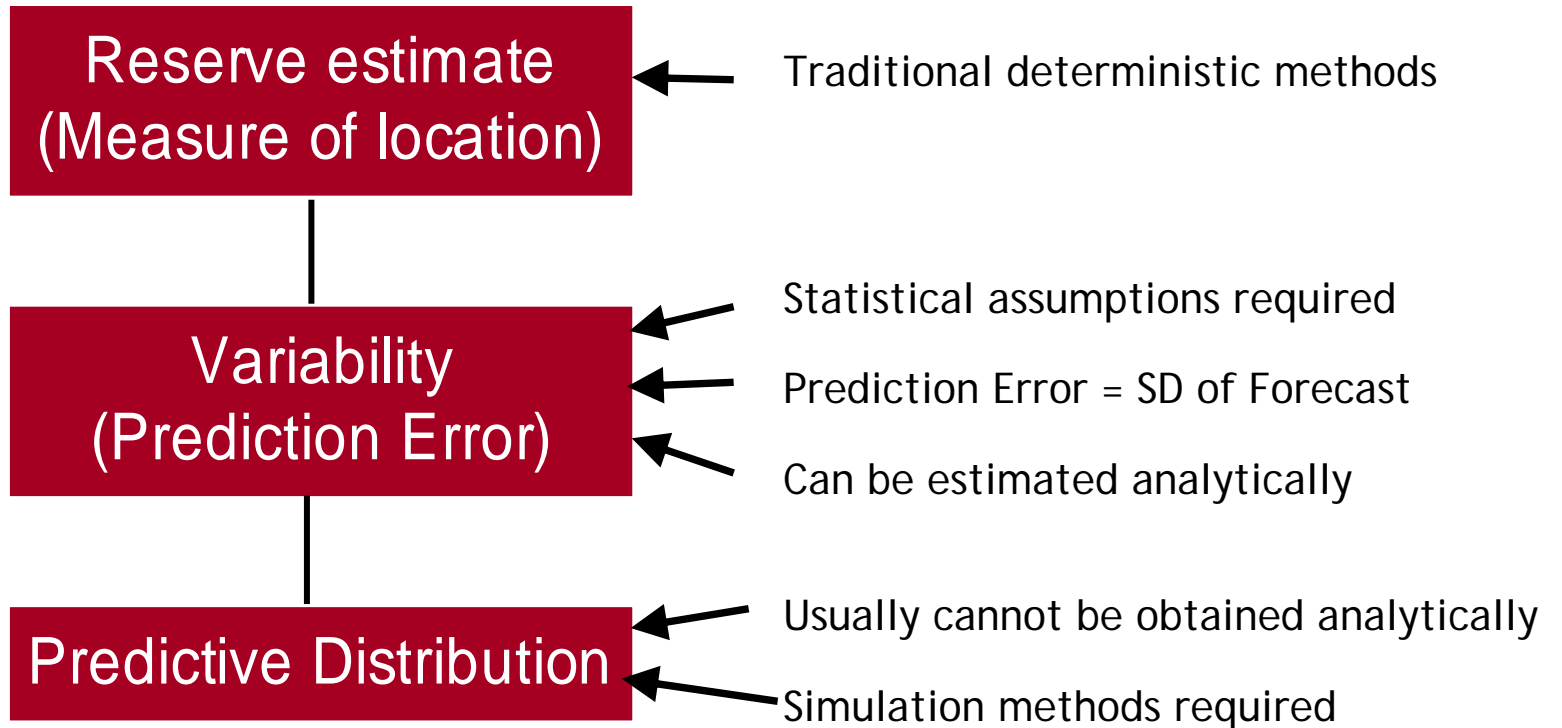 Reserve estimate
(Measure of location)
Traditional deterministic methods
Variability
(Prediction Error)
Statistical assumptions required
Prediction Error = SD of Forecast
Can be estimated analytically
Predictive Distribution
Usually cannot be obtained analytically
Simulation methods required